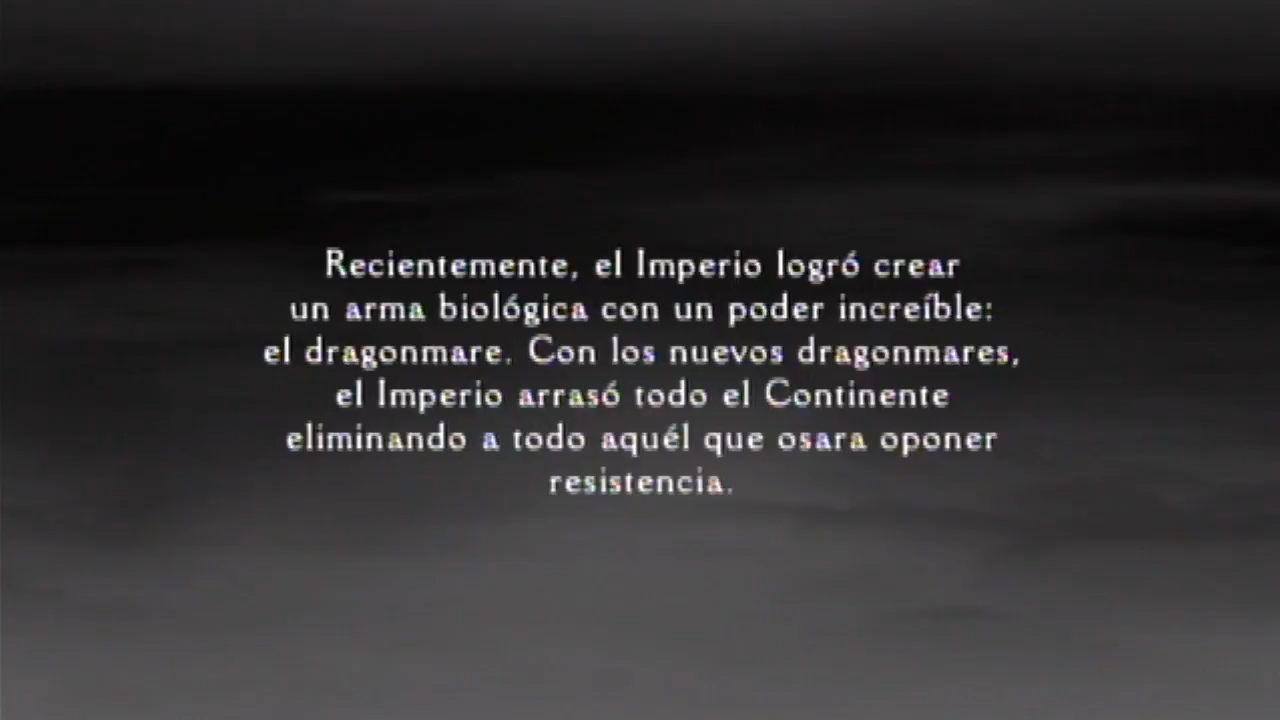 Recientemente, el Imperio logró crear
un arma biológica con un poder increíble:
el dragonmare. Con los nuevos dragonmares,
el Imperio arrasó todo el Continente
eliminando a todo aquél que osara oponer
resistencia.